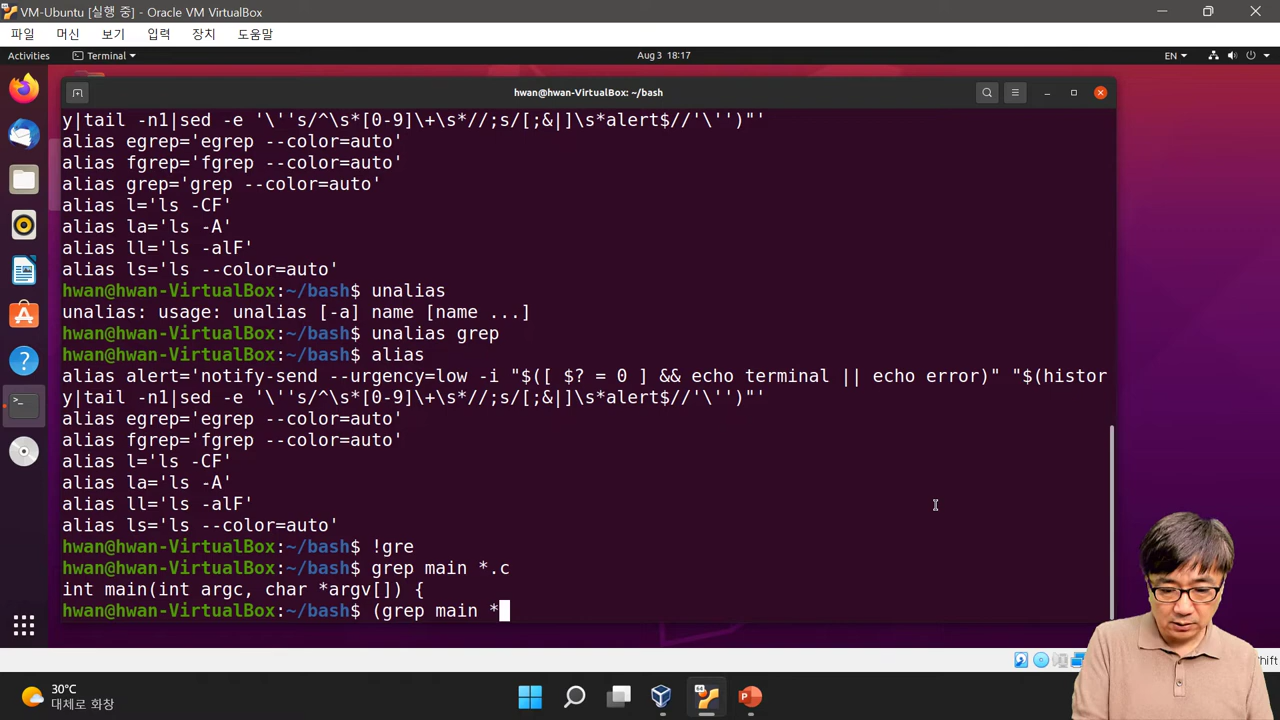 VM-Ubuntu [실행 중] - Oracle VM VirtualBox
파일 머신 보기 입력 장치 도움말
Activities Terminal Aug 3 18:17 EN
hwan@hwan-VirtualBox: ~/bash
y|tail -n1|sed -e '\''s/^\s*[0-9]\+\s*//;s/[;&|]\s*alert$//'\'')"'
alias egrep='egrep --color=auto'
alias fgrep='fgrep --color=auto'
alias grep='grep --color=auto'
alias l='ls -CF'
alias la='ls -A'
alias ll='ls -alF'
alias ls='ls --color=auto'
hwan@hwan-VirtualBox:~/bash$ unalias
unalias: usage: unalias [-a] name [name ...]
hwan@hwan-VirtualBox:~/bash$ unalias grep
hwan@hwan-VirtualBox:~/bash$ alias
alias alert='notify-send --urgency=low -i "$([ $? = 0 ] && echo terminal || echo error)" "$(histor
y|tail -n1|sed -e '\''s/^\s*[0-9]\+\s*//;s/[;&|]\s*alert$//'\'')"'
alias egrep='egrep --color=auto'
alias fgrep='fgrep --color=auto'
alias l='ls -CF'
alias la='ls -A'
alias ll='ls -alF'
alias ls='ls --color=auto'
hwan@hwan-VirtualBox:~/bash$ !gre
grep main *.c
int main(int argc, char *argv[]) {
hwan@hwan-VirtualBox:~/bash$ (grep main *
30°C
대체로 화창